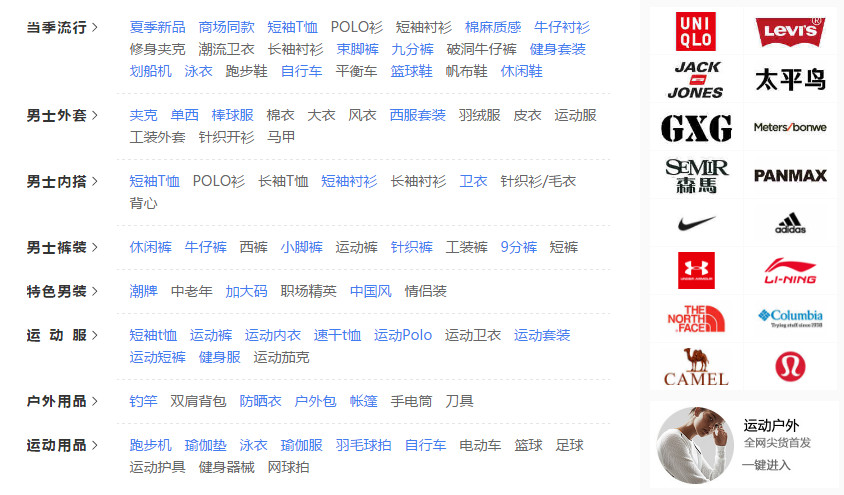 当季流行 >
夏季新品 商场同款 短袖T恤 POLO衫 短袖衬衫 棉麻质感 牛仔衬衫
修身夹克 潮流卫衣 长袖衬衫 束脚裤 九分裤 破洞牛仔裤 健身套装
划船机 泳衣 跑步鞋 自行车 平衡车 篮球鞋 帆布鞋 休闲鞋
男士外套 >
夹克 单西 棒球服 棉衣 大衣 风衣 西服套装 羽绒服 皮衣 运动服
工装外套 针织开衫 马甲
男士内搭 >
短袖T恤 POLO衫 长袖T恤 短袖衬衫 长袖衬衫 卫衣 针织衫/毛衣
背心
男士裤装 >
休闲裤 牛仔裤 西裤 小脚裤 运动裤 针织裤 工装裤 9分裤 短裤
特色男装 >
潮牌 中老年 加大码 职场精英 中国风 情侣装
运 动 服 >
短袖t恤 运动裤 运动内衣 速干t恤 运动Polo 运动卫衣 运动套装
运动短裤 健身服 运动茄克
户外用品 >
钓竿 双肩背包 防晒衣 户外包 帐篷 手电筒 刀具
运动用品 >
跑步机 瑜伽垫 泳衣 瑜伽服 羽毛球拍 自行车 电动车 篮球 足球
运动护具 健身器械 网球拍
UNI
QLO
LEVI'S®
JACK
JONES
太平鸟
GXG
Meters/bonwe
SEMIR
森馬
PANMAX
adidas
UNDER ARMOUR
LI-NING
THE
NORTH
FACE
Columbia
Trying stuff since 1938
CAMEL
运动户外
全网尖货首发
一键进入